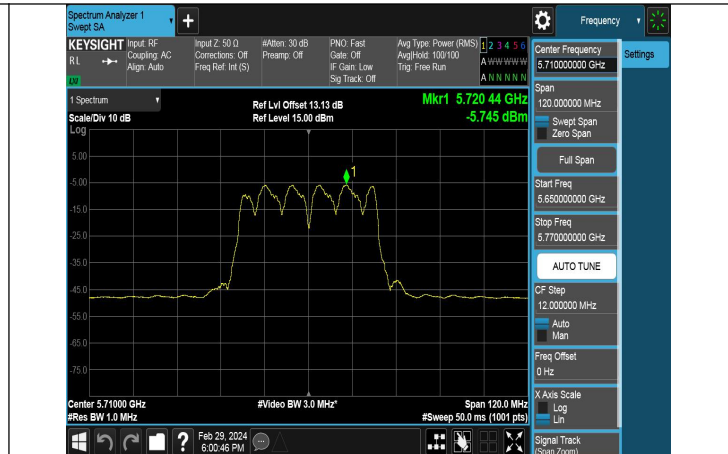 Spectrum Analyzer 1
Swept SA
+
Frequency
KEYSIGHT
R L
LXI
Input: RF
Coupling: AC
Align: Auto
Input Z: 50 Ω
Corrections: Off
Freq Ref: Int (S)
#Atten: 30 dB
Preamp: Off
PNO: Fast
Gate: Off
IF Gain: Low
Sig Track: Off
Avg Type: Power (RMS)
Avg|Hold: 100/100
Trig: Free Run
1 2 3 4 5 6
A W W W W W
A N N N N N
Settings
Center Frequency
5.710000000 GHz
Span
120.000000 MHz
Swept Span
Zero Span
Full Span
Start Freq
5.650000000 GHz
Stop Freq
5.770000000 GHz
AUTO TUNE
CF Step
12.000000 MHz
Auto
Man
Freq Offset
0 Hz
X Axis Scale
Log
Lin
Signal Track
(Span Zoom)
1 Spectrum
Scale/Div 10 dB
Ref Lvl Offset 13.13 dB
Ref Level 15.00 dBm
Mkr1 5.720 44 GHz
-5.745 dBm
Log
5.00
-5.00
-15.0
-25.0
-35.0
-45.0
-55.0
-65.0
-75.0
1
Center 5.71000 GHz
#Res BW 1.0 MHz
#Video BW 3.0 MHz*
Span 120.0 MHz
#Sweep 50.0 ms (1001 pts)
?
Feb 29, 2024
6:00:46 PM